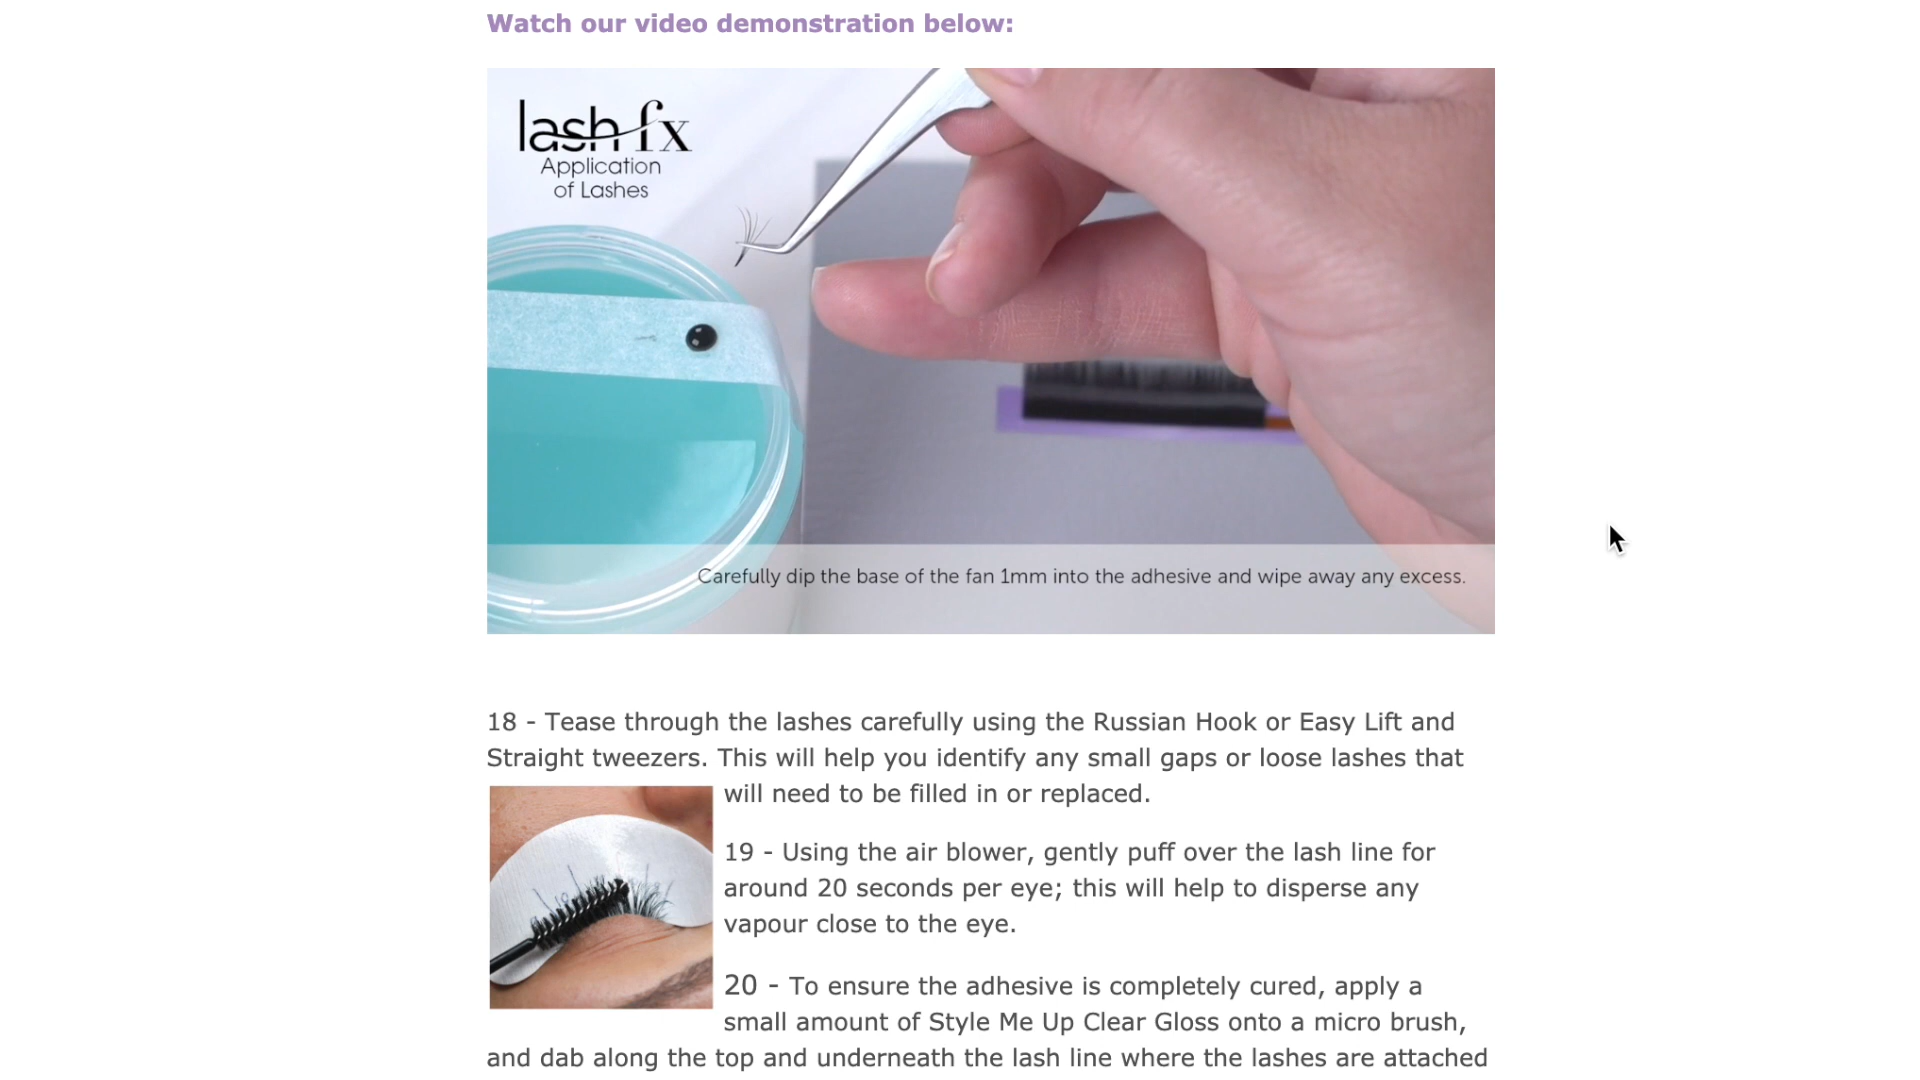 Watch our video demonstration below:
lash fx
Application
of Lashes
Carefully dip the base of the fan 1mm into the adhesive and wipe away any excess.
18 - Tease through the lashes carefully using the Russian Hook or Easy Lift and
Straight tweezers. This will help you identify any small gaps or loose lashes that
will need to be filled in or replaced.
19 - Using the air blower, gently puff over the lash line for
around 20 seconds per eye; this will help to disperse any
vapour close to the eye.
20 - To ensure the adhesive is completely cured, apply a
small amount of Style Me Up Clear Gloss onto a micro brush,
and dab along the top and underneath the lash line where the lashes are attached